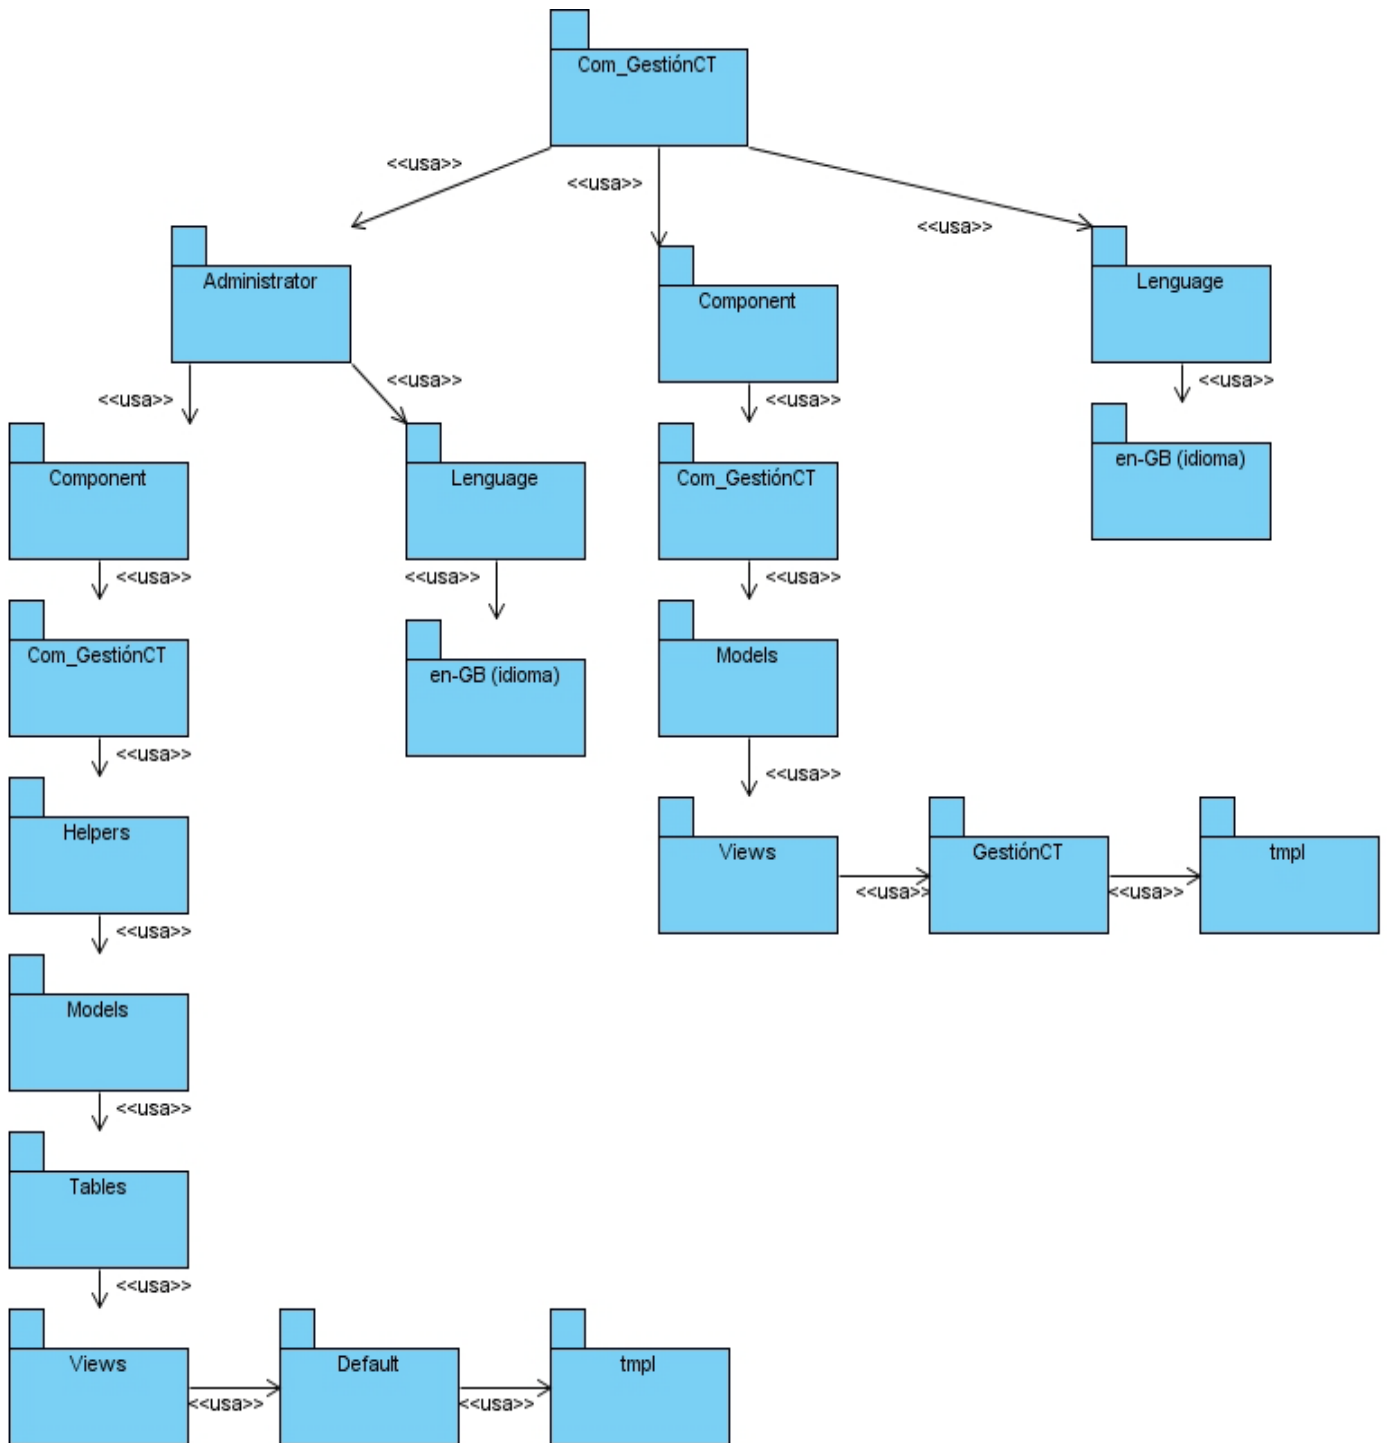 Com_GestiónCT
<<usa>>
<<usa>>
<<usa>>
Administrator
Component
Lenguage
<<usa>>
<<usa>>
<<usa>>
<<usa>>
Component
Lenguage
Com_GestiónCT
en-GB (idioma)
<<usa>>
<<usa>>
<<usa>>
Com_GestiónCT
en-GB (idioma)
Models
<<usa>>
<<usa>>
Helpers
Views
GestiónCT
tmpl
<<usa>>
<<usa>>
<<usa>>
Models
<<usa>>
Tables
<<usa>>
Views
Default
tmpl
<<usa>>
<<usa>>